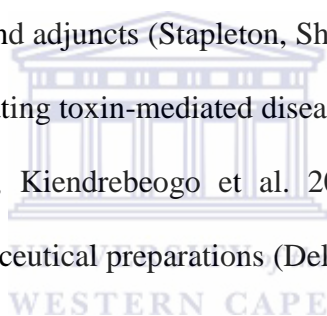 nd adjuncts (Stapleton, Sh
ting toxin-mediated disea
Kiendrebeogo et al. 20
ceutical preparations (Del
WESTERN CAPE